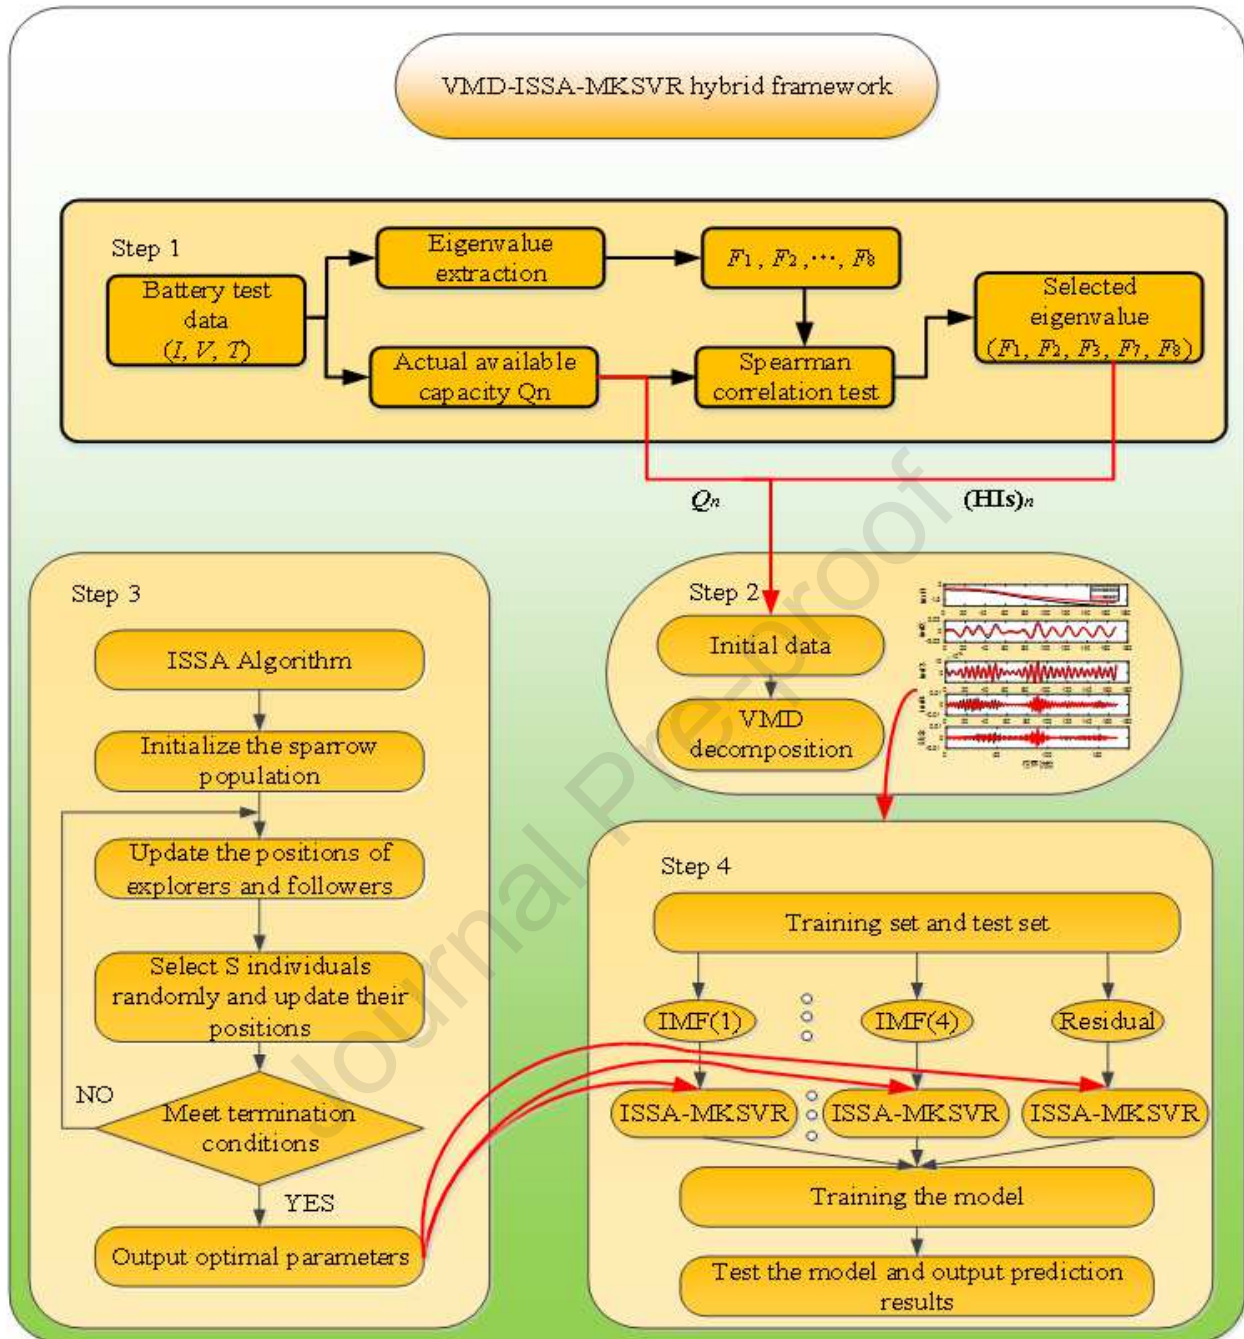 VMD-ISSA-MKSVR hybrid framework
Step 1
Battery test
data
(I, V, T)
Eigenvalue
extraction
F1 , F2 ,···, F8
Actual available
capacity Qn
Spearman
correlation test
Selected
eigenvalue
(F1, F2, F3, F7, F8)
Qn
(HIs)n
Step 2
Initial data
VMD
decomposition
Step 3
ISSA Algorithm
Initialize the sparrow
population
Update the positions of
explorers and followers
Select S individuals
randomly and update their
positions
NO
Meet termination
conditions
YES
Output optimal parameters
Step 4
Training set and test set
IMF(1)
IMF(4)
Residual
ISSA-MKSVR
ISSA-MKSVR
ISSA-MKSVR
Training the model
Test the model and output prediction
results
Journal Pre-proof